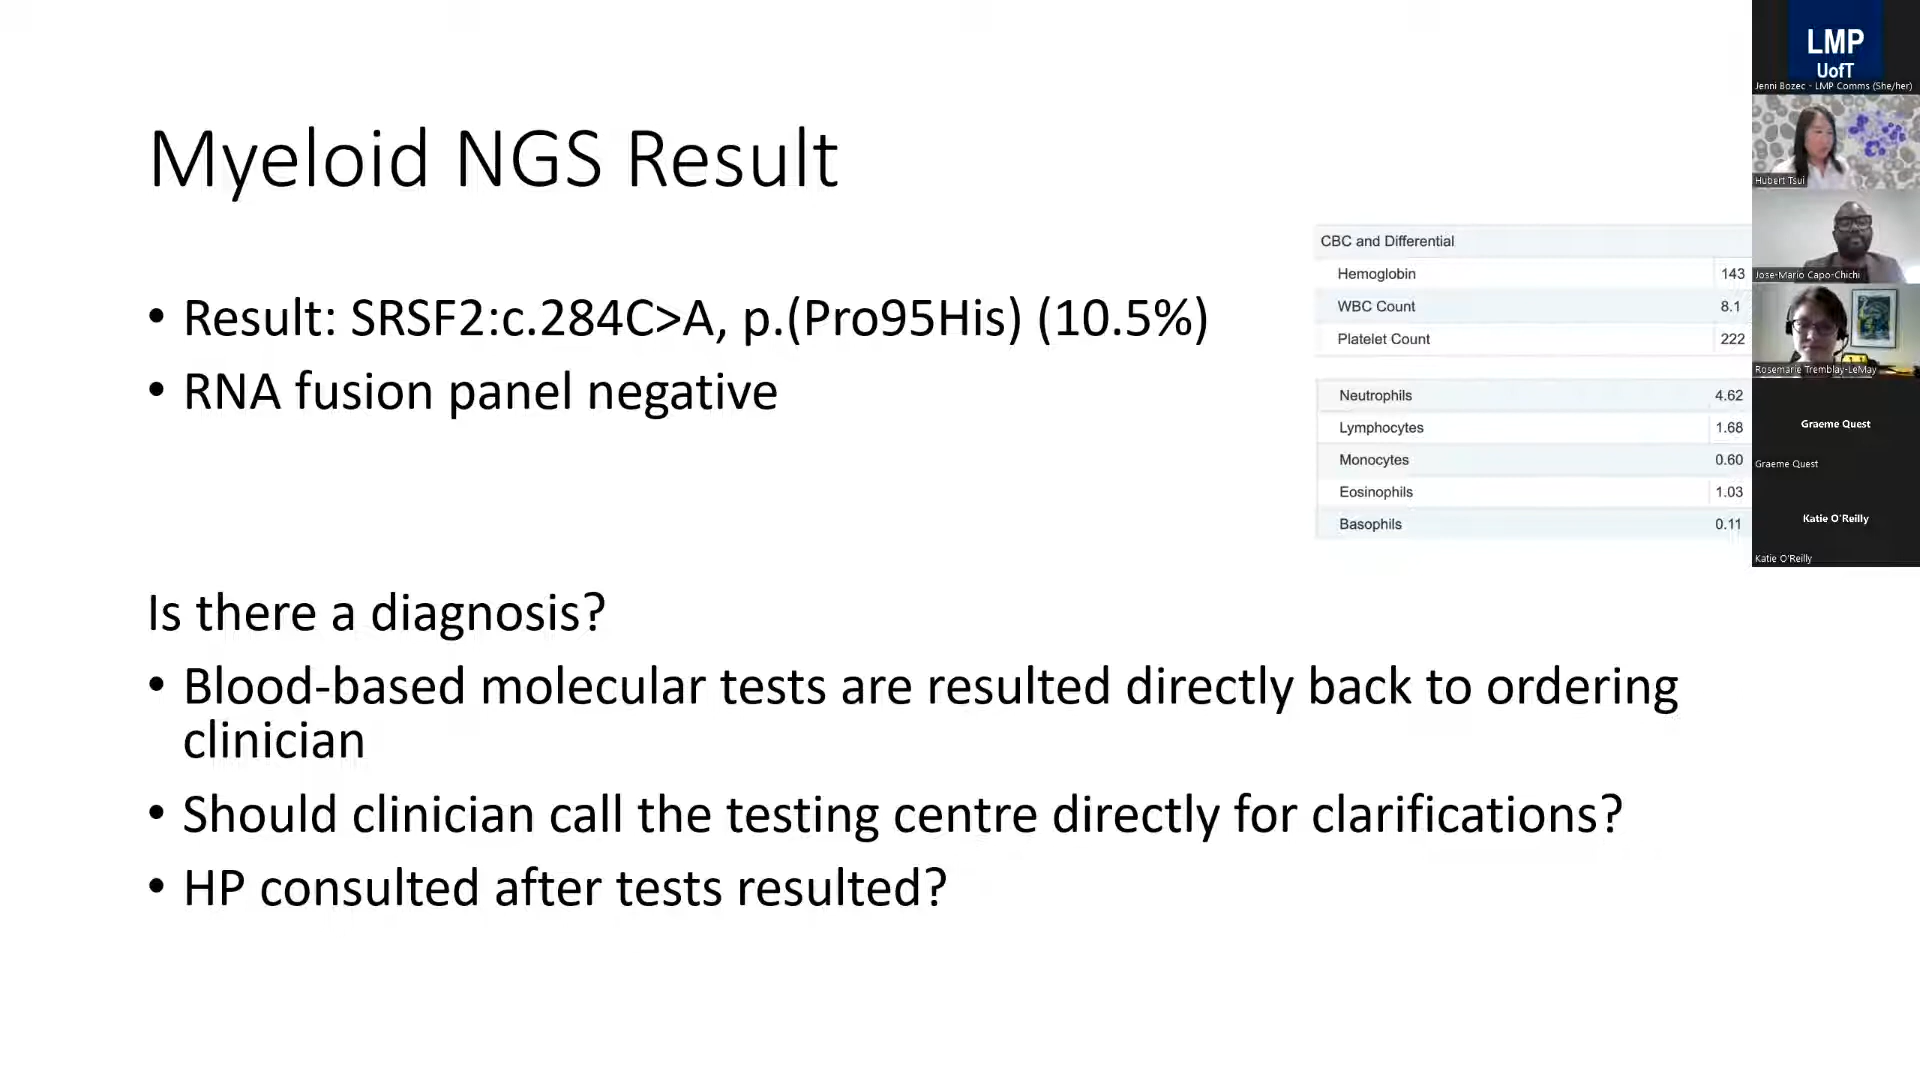 Myeloid NGS Result
• Result: SRSF2:c.284C>A, p.(Pro95His) (10.5%)
• RNA fusion panel negative
CBC and Differential
Hemoglobin 143
WBC Count 8.1
Platelet Count 222
Neutrophils 4.62
Lymphocytes 1.68
Monocytes 0.60
Eosinophils 1.03
Basophils 0.11
Is there a diagnosis?
• Blood-based molecular tests are resulted directly back to ordering
clinician
• Should clinician call the testing centre directly for clarifications?
• HP consulted after tests resulted?
LMP
UofT
Jenni Bozec - LMP Comms (She/her)
Hubert Tsui
Jose-Mario Capo-Chichi
Rosemarie Tremblay-LeMay
Graeme Quest
Graeme Quest
Katie O'Reilly
Katie O'Reilly